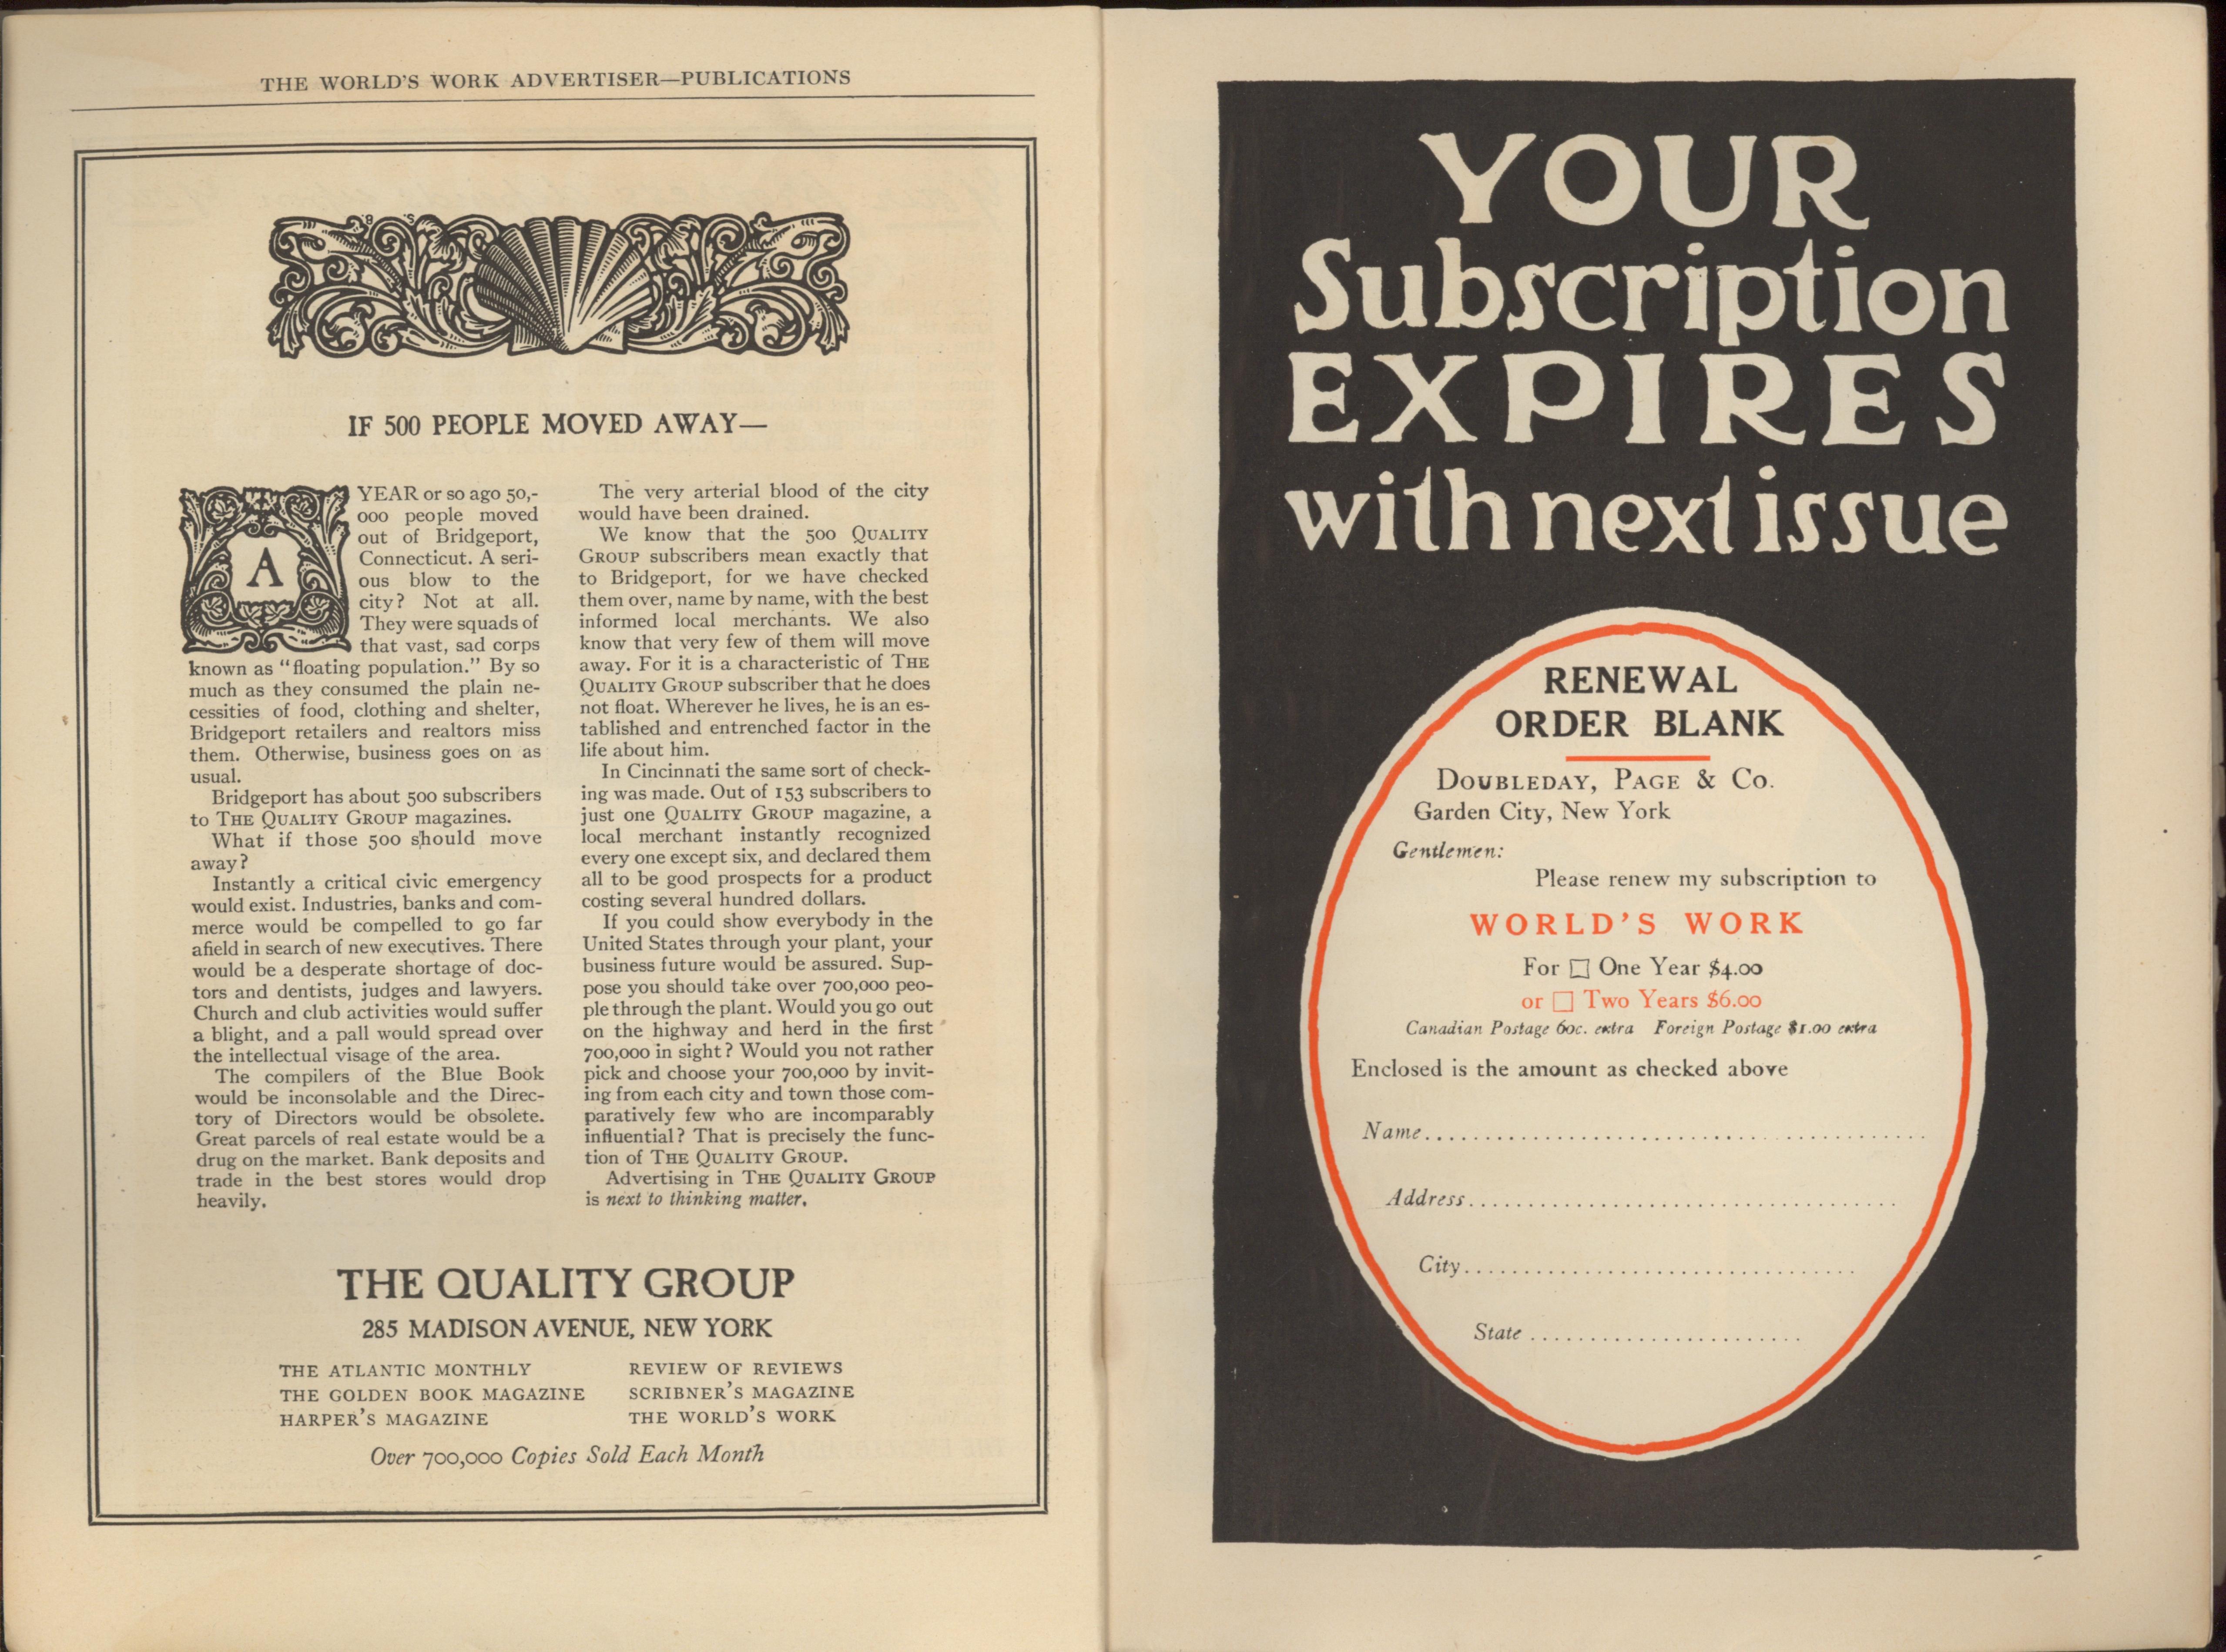 THE WORLD'S WORK ADVERTISER—PUBLICATIONS
IF 500 PEOPLE MOVED AWAY—
A YEAR or so ago 50,-
000 people moved
out of Bridgeport,
Connecticut. A seri-
ous blow to the
city? Not at all.
They were squads of
that vast, sad corps
known as "floating population." By so
much as they consumed the plain ne-
cessities of food, clothing and shelter,
Bridgeport retailers and realtors miss
them. Otherwise, business goes on as
usual.
Bridgeport has about 500 subscribers
to THE QUALITY GROUP magazines.
What if those 500 should move
away?
Instantly a critical civic emergency
would exist. Industries, banks and com-
merce would be compelled to go far
afield in search of new executives. There
would be a desperate shortage of doc-
tors and dentists, judges and lawyers.
Church and club activities would suffer
a blight, and a pall would spread over
the intellectual visage of the area.
The compilers of the Blue Book
would be inconsolable and the Direc-
tory of Directors would be obsolete.
Great parcels of real estate would be a
drug on the market. Bank deposits and
trade in the best stores would drop
heavily.
The very arterial blood of the city
would have been drained.
We know that the 500 QUALITY
GROUP subscribers mean exactly that
to Bridgeport, for we have checked
them over, name by name, with the best
informed local merchants. We also
know that very few of them will move
away. For it is a characteristic of THE
QUALITY GROUP subscriber that he does
not float. Wherever he lives, he is an es-
tablished and entrenched factor in the
life about him.
In Cincinnati the same sort of check-
ing was made. Out of 153 subscribers to
just one QUALITY GROUP magazine, a
local merchant instantly recognized
every one except six, and declared them
all to be good prospects for a product
costing several hundred dollars.
If you could show everybody in the
United States through your plant, your
business future would be assured. Sup-
pose you should take over 700,000 peo-
ple through the plant. Would you go out
on the highway and herd in the first
700,000 in sight? Would you not rather
pick and choose your 700,000 by invit-
ing from each city and town those com-
paratively few who are incomparably
influential? That is precisely the func-
tion of THE QUALITY GROUP.
Advertising in THE QUALITY GROUP
is next to thinking matter.
THE QUALITY GROUP
285 MADISON AVENUE, NEW YORK
THE ATLANTIC MONTHLY
THE GOLDEN BOOK MAGAZINE
HARPER'S MAGAZINE
REVIEW OF REVIEWS
SCRIBNER'S MAGAZINE
THE WORLD'S WORK
Over 700,000 Copies Sold Each Month
YOUR
Subscription
EXPIRES
with next issue
RENEWAL
ORDER BLANK
DOUBLEDAY, PAGE & CO.
Garden City, New York
Gentlemen:
Please renew my subscription to
WORLD'S WORK
For □ One Year $4.00
or □ Two Years $6.00
Canadian Postage 60c. extra Foreign Postage $1.00 extra
Enclosed is the amount as checked above
Name..........................................
Address....................................
City.................................
State.......................